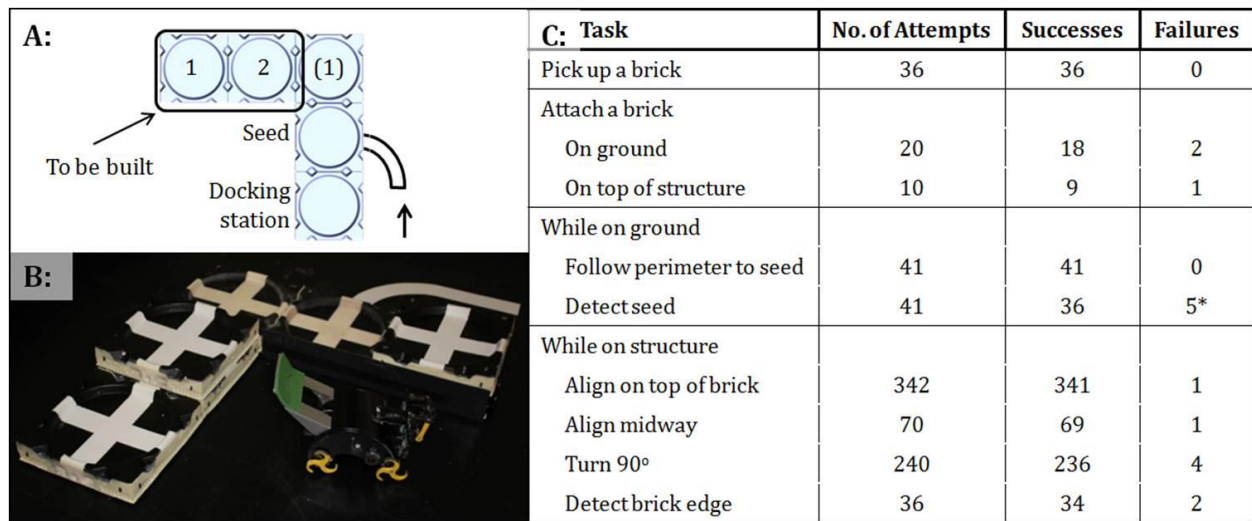 A:
1 2 (1)
Seed
To be built
Docking
station
B:
C: Task No. of Attempts Successes Failures
Pick up a brick 36 36 0
Attach a brick
On ground 20 18 2
On top of structure 10 9 1
While on ground
Follow perimeter to seed 41 41 0
Detect seed 41 36 5*
While on structure
Align on top of brick 342 341 1
Align midway 70 69 1
Turn 90º 240 236 4
Detect brick edge 36 34 2